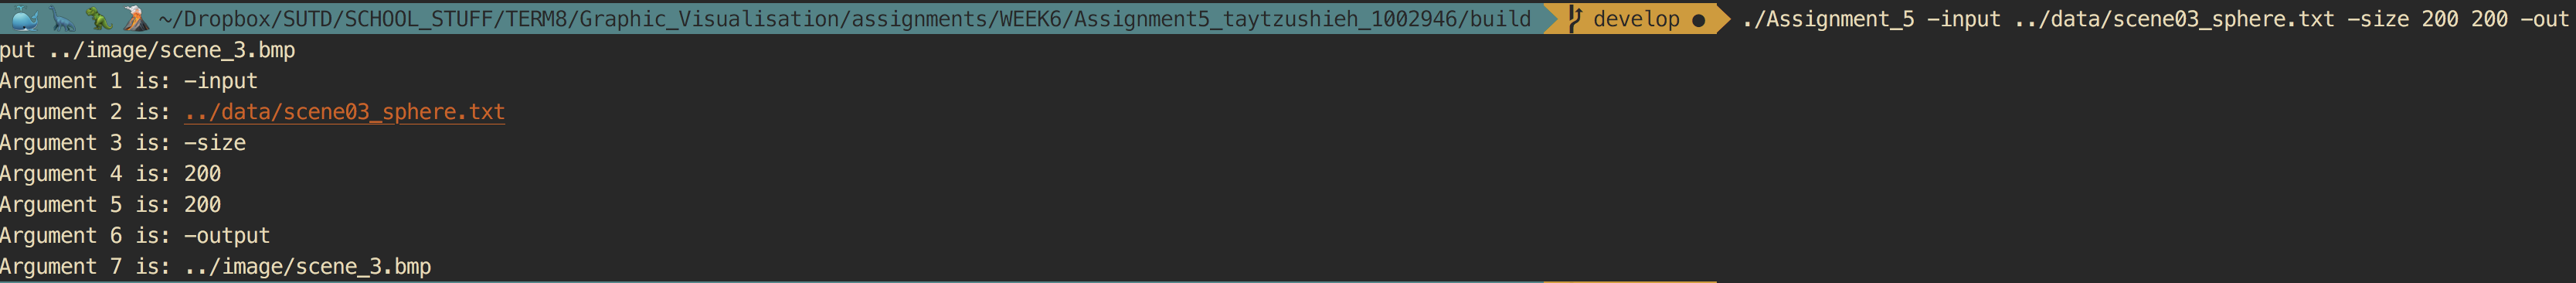 ~/Dropbox/SUTD/SCHOOL_STUFF/TERM8/Graphic_Visualisation/assignments/WEEK6/Assignment5_taytzushieh_1002946/build develop ● ./Assignment_5 -input ../data/scene03_sphere.txt -size 200 200 -out
put ../image/scene_3.bmp
Argument 1 is: -input
Argument 2 is: ../data/scene03_sphere.txt
Argument 3 is: -size
Argument 4 is: 200
Argument 5 is: 200
Argument 6 is: -output
Argument 7 is: ../image/scene_3.bmp